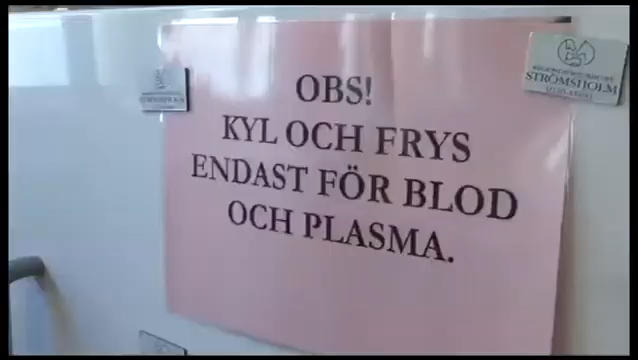 OBS!
KYL OCH FRYS
ENDAST FÖR BLOD
OCH PLASMA.
STRÖMSHOLM